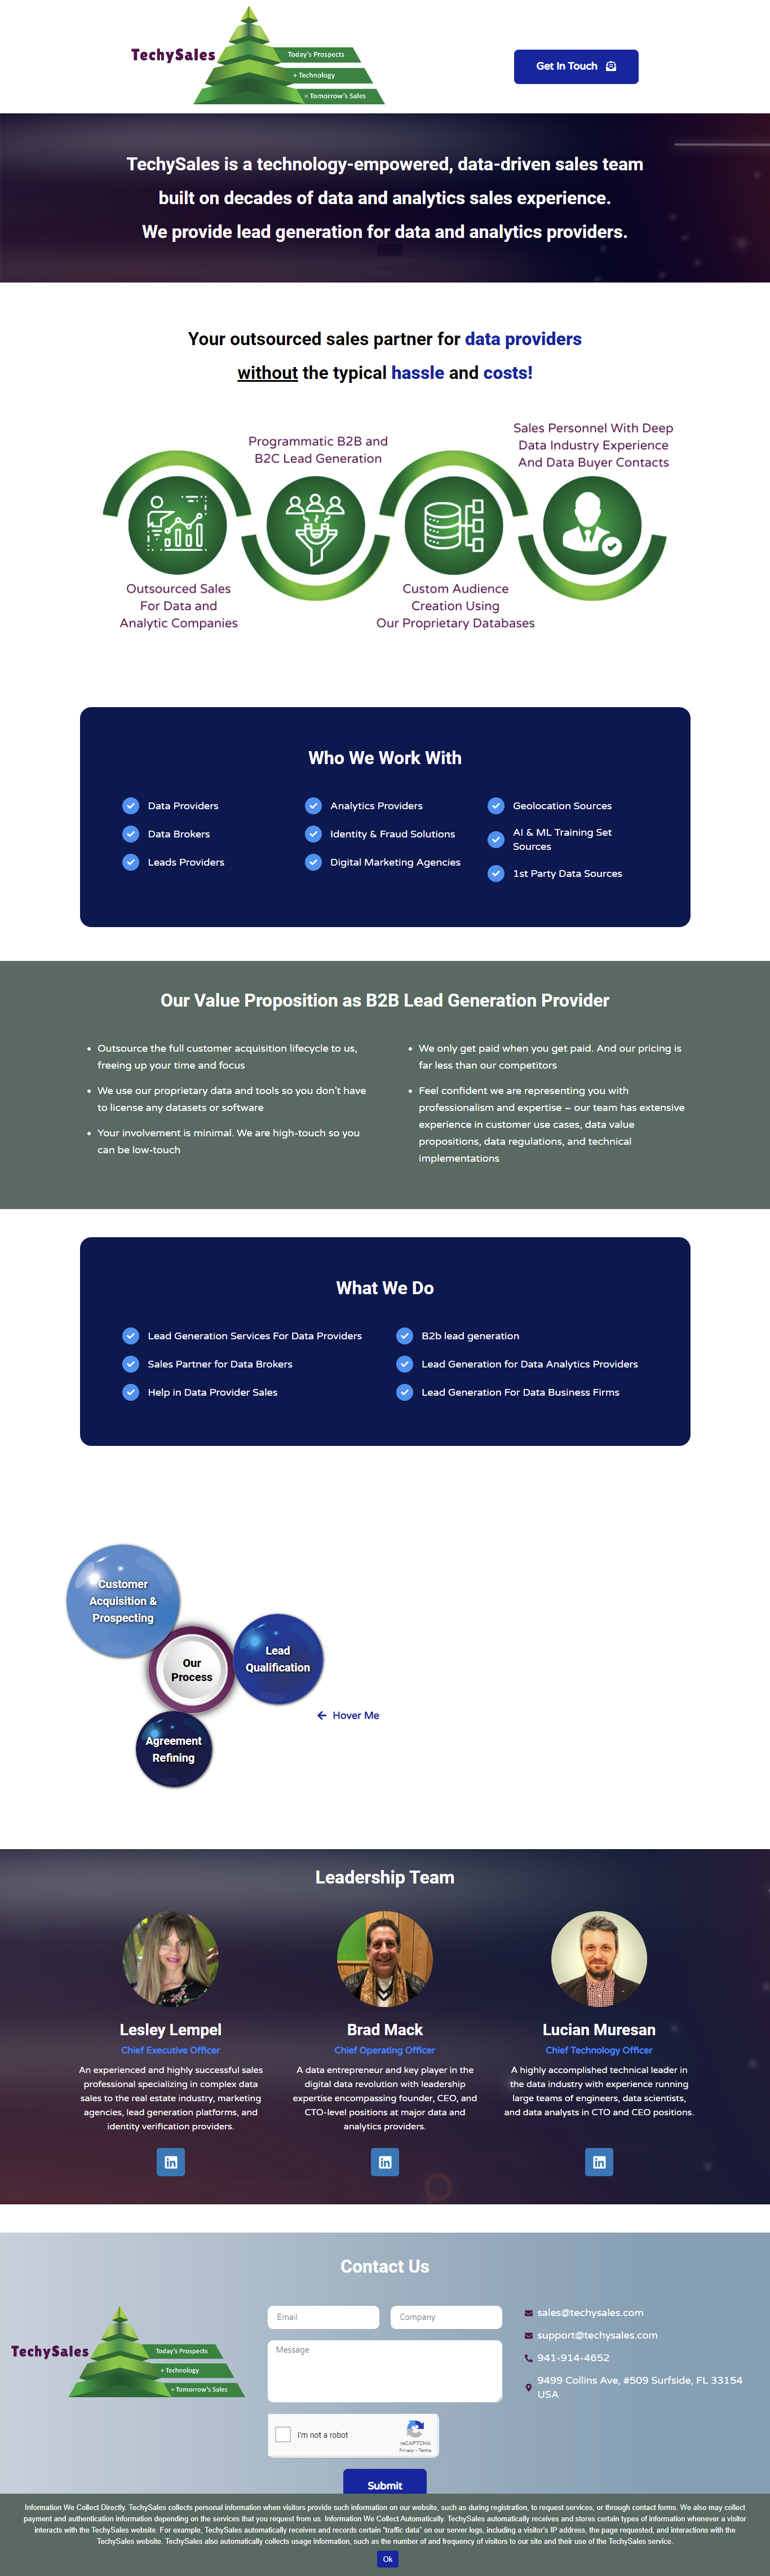 TechySales
Today's Prospects
+ Technology
= Tomorrow's Sales
Get In Touch
TechySales is a technology-empowered, data-driven sales team
built on decades of data and analytics sales experience.
We provide lead generation for data and analytics providers.
Your outsourced sales partner for data providers
without the typical hassle and costs!
Programmatic B2B and
B2C Lead Generation
Sales Personnel With Deep
Data Industry Experience
And Data Buyer Contacts
Outsourced Sales
For Data and
Analytic Companies
Custom Audience
Creation Using
Our Proprietary Databases
Who We Work With
Data Providers
Data Brokers
Leads Providers
Analytics Providers
Identity & Fraud Solutions
Digital Marketing Agencies
Geolocation Sources
AI & ML Training Set
Sources
1st Party Data Sources
Our Value Proposition as B2B Lead Generation Provider
• Outsource the full customer acquisition lifecycle to us,
freeing up your time and focus
• We use our proprietary data and tools so you don't have
to license any datasets or software
• Your involvement is minimal. We are high-touch so you
can be low-touch
• We only get paid when you get paid. And our pricing is
far less than our competitors
• Feel confident we are representing you with
professionalism and expertise – our team has extensive
experience in customer use cases, data value
propositions, data regulations, and technical
implementations
What We Do
Lead Generation Services For Data Providers
Sales Partner for Data Brokers
Help in Data Provider Sales
B2b lead generation
Lead Generation for Data Analytics Providers
Lead Generation For Data Business Firms
Customer
Acquisition &
Prospecting
Our
Process
Lead
Qualification
Agreement
Refining
Hover Me
Leadership Team
Lesley Lempel
Chief Executive Officer
An experienced and highly successful sales
professional specializing in complex data
sales to the real estate industry, marketing
agencies, lead generation platforms, and
identity verification providers.
Brad Mack
Chief Operating Officer
A data entrepreneur and key player in the
digital data revolution with leadership
expertise encompassing founder, CEO, and
CTO-level positions at major data and
analytics providers.
Lucian Muresan
Chief Technology Officer
A highly accomplished technical leader in
the data industry with experience running
large teams of engineers, data scientists,
and data analysts in CTO and CEO positions.
in
in
in
Contact Us
TechySales
Today's Prospects
+ Technology
= Tomorrow's Sales
Email
Company
Message
I'm not a robot
reCAPTCHA
Privacy - Terms
Submit
sales@techysales.com
support@techysales.com
941-914-4652
9499 Collins Ave, #509 Surfside, FL 33154
USA
Information We Collect Directly. TechySales collects personal information when visitors provide such information on our website, such as during registration, to request services, or through contact forms. We also may collect
payment and authentication information depending on the services that you request from us. Information We Collect Automatically. TechySales automatically receives and stores certain types of information whenever a visitor
interacts with the TechySales website. For example, TechySales automatically receives and records certain "traffic data" on our server logs, including a visitor's IP address, the page requested, and interactions with the
TechySales website. TechySales also automatically collects usage information, such as the number of and frequency of visitors to our site and their use of the TechySales service.
Ok